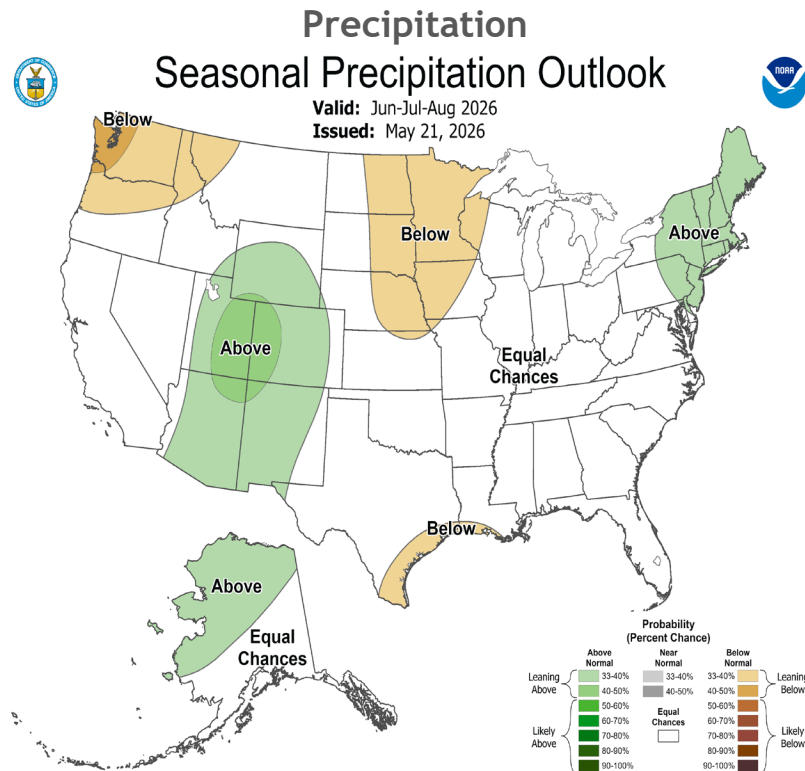 Precipitation
Seasonal Precipitation Outlook
Valid: Jun-Jul-Aug 2026
Issued: May 21, 2026
NOAA
Below
Below
Above
Above
Equal
Chances
Below
Above
Equal
Chances
Probability
(Percent Chance)
Above
Normal
Near
Normal
Below
Normal
Leaning
Above
33-40%
33-40%
33-40%
Leaning
Below
40-50%
40-50%
40-50%
Likely
Above
50-60%
Equal
Chances
50-60%
Likely
Below
60-70%
60-70%
70-80%
70-80%
80-90%
80-90%
90-100%
90-100%